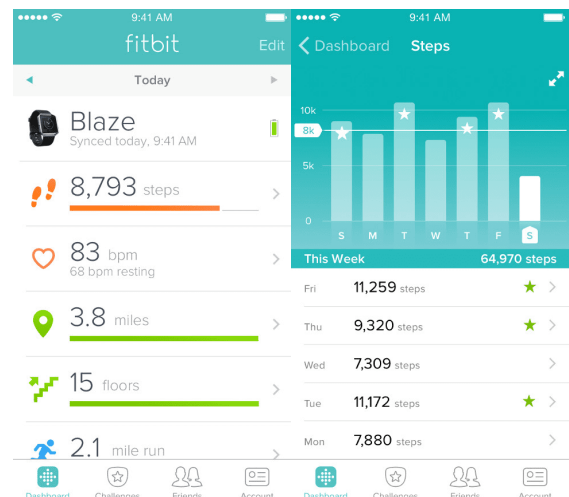 9:41 AM
fitbit
Edit
Today
Blaze
Synced today, 9:41 AM
8,793 steps
83 bpm
68 bpm resting
3.8 miles
15 floors
2.1 mile run
Dashboard Challenges Friends Account
9:41 AM
Dashboard Steps
10k
8k
5k
0
S M T W T F S
This Week 64,970 steps
Fri 11,259 steps
Thu 9,320 steps
Wed 7,309 steps
Tue 11,172 steps
Mon 7,880 steps
Dashboard Challenges Friends Account